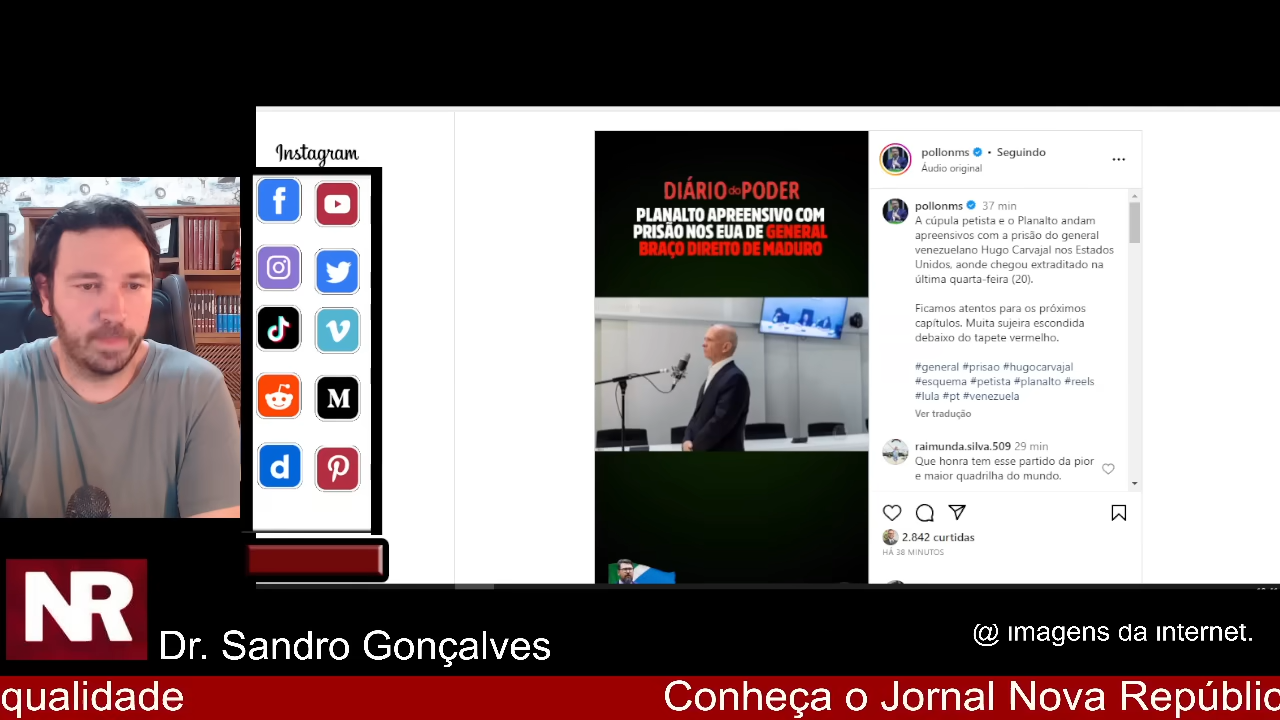 Instagram
DIÁRIO do PODER
PLANALTO APREENSIVO COM
PRISÃO NOS EUA DE GENERAL
BRAÇO DIREITO DE MADURO
pollonms • Seguindo
Áudio original
pollonms 37 min
A cúpula petista e o Planalto andam
apreensivos com a prisão do general
venezuelano Hugo Carvajal nos Estados
Unidos, aonde chegou extraditado na
última quarta-feira (20).
Ficamos atentos para os próximos
capítulos. Muita sujeira escondida
debaixo do tapete vermelho.
#general #prisao #hugocarvajal
#esquema #petista #planalto #reels
#lula #pt #venezuela
Ver tradução
raimunda.silva.509 29 min
Que honra tem esse partido da pior
e maior quadrilha do mundo.
2.842 curtidas
HÁ 38 MINUTOS
NR
Dr. Sandro Gonçalves
@ imagens da internet.
qualidade
Conheça o Jornal Nova Repúblic